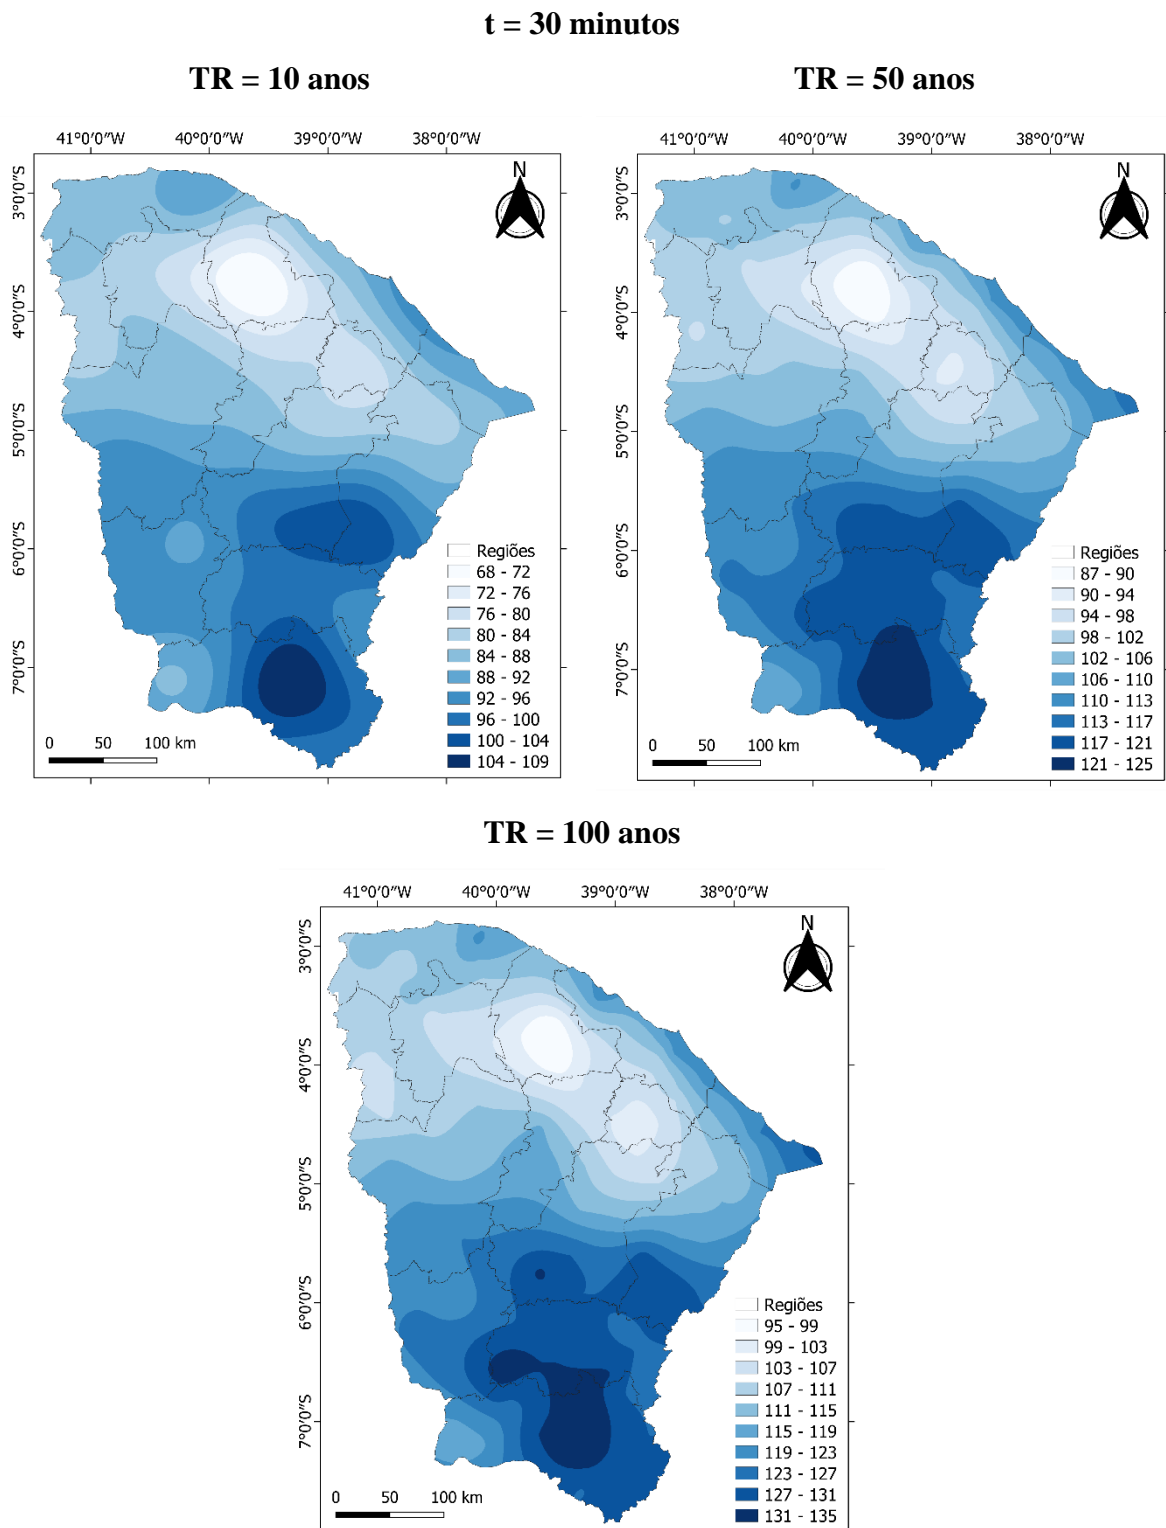 t = 30 minutos
TR = 10 anos
41°0'0"W 40°0'0"W 39°0'0"W 38°0'0"W
3°0'0"S
4°0'0"S
5°0'0"S
6°0'0"S
7°0'0"S
N
Regiões
68 - 72
72 - 76
76 - 80
80 - 84
84 - 88
88 - 92
92 - 96
96 - 100
100 - 104
104 - 109
0 50 100 km
TR = 50 anos
41°0'0"W 40°0'0"W 39°0'0"W 38°0'0"W
3°0'0"S
4°0'0"S
5°0'0"S
6°0'0"S
7°0'0"S
N
Regiões
87 - 90
90 - 94
94 - 98
98 - 102
102 - 106
106 - 110
110 - 113
113 - 117
117 - 121
121 - 125
0 50 100 km
TR = 100 anos
41°0'0"W 40°0'0"W 39°0'0"W 38°0'0"W
3°0'0"S
4°0'0"S
5°0'0"S
6°0'0"S
7°0'0"S
N
Regiões
95 - 99
99 - 103
103 - 107
107 - 111
111 - 115
115 - 119
119 - 123
123 - 127
127 - 131
131 - 135
0 50 100 km